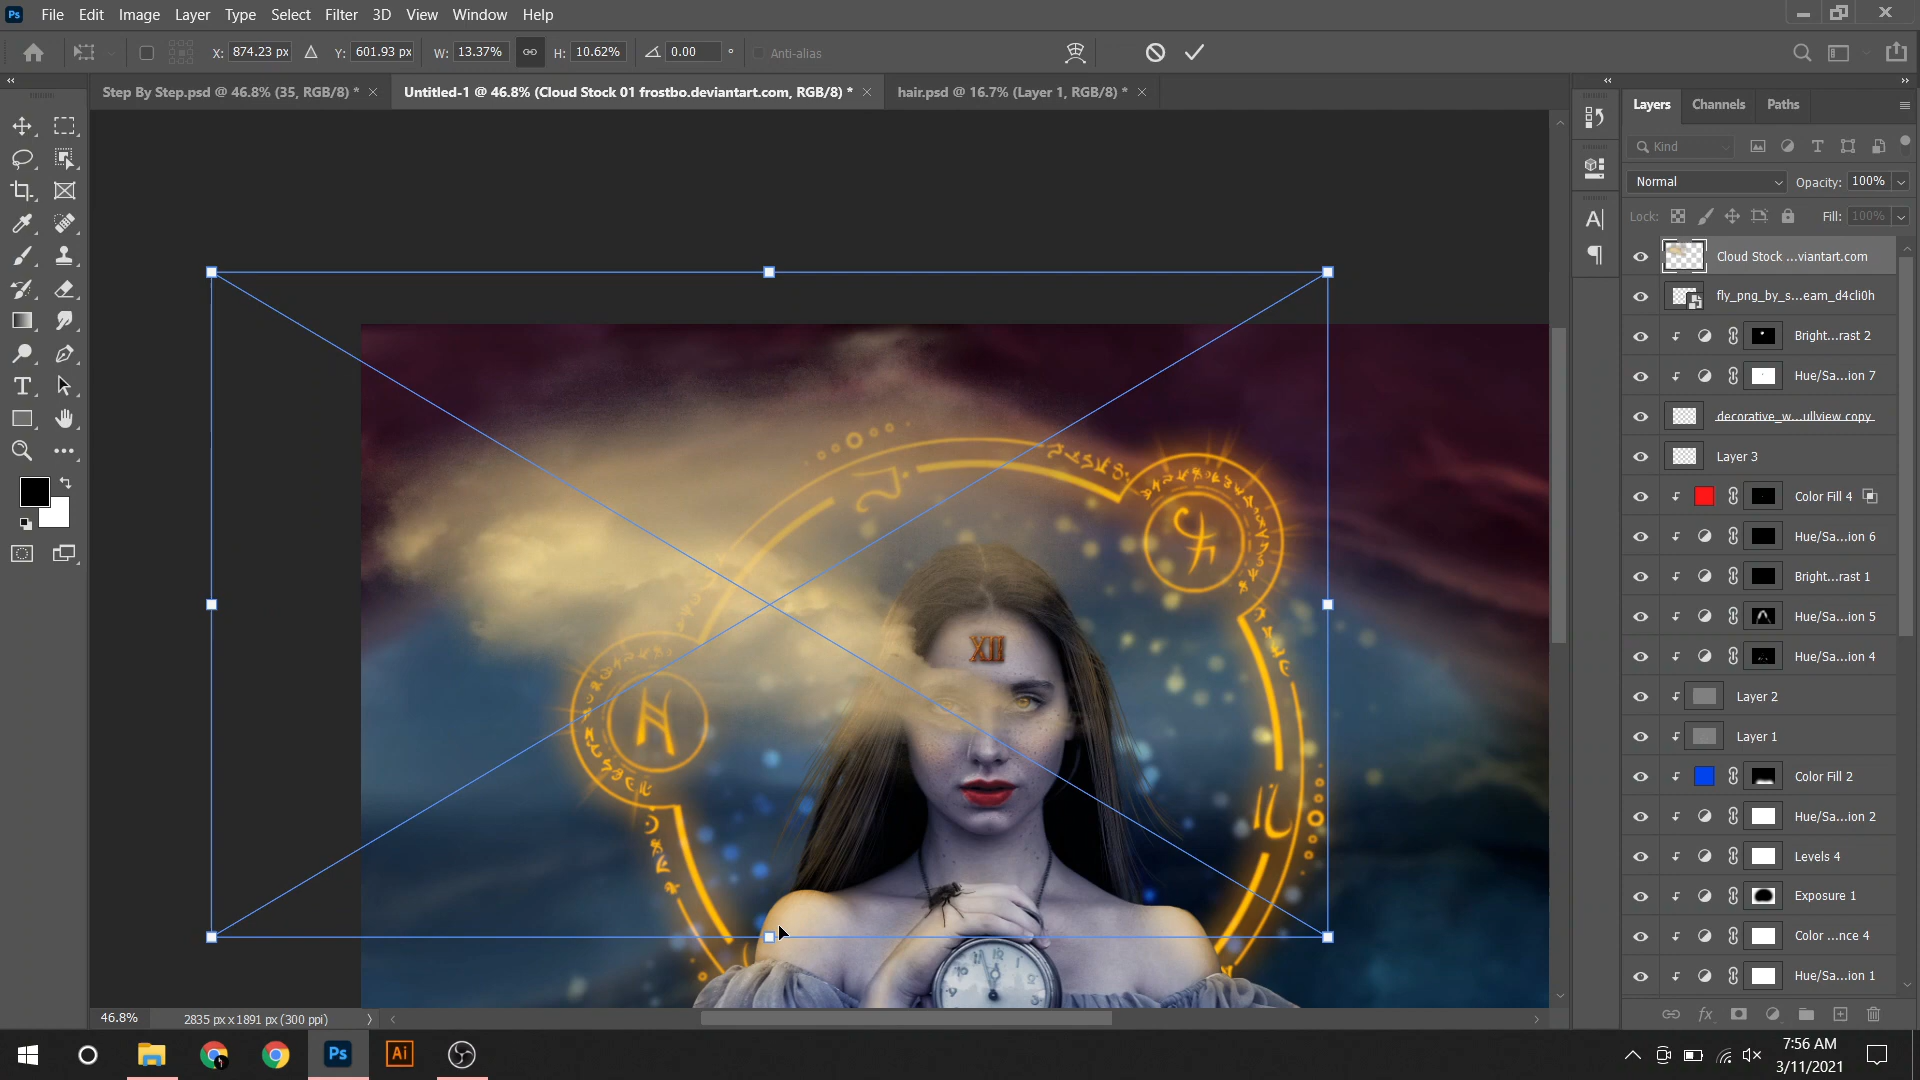 Ps File Edit Image Layer Type Select Filter 3D View Window Help
X: 874.23 px Y: 601.93 px W: 13.37% H: 10.62% 0.00 ° Anti-alias
Step By Step.psd @ 46.8% (35, RGB/8) * Untitled-1 @ 46.8% (Cloud Stock 01 frostbo.deviantart.com, RGB/8) * hair.psd @ 16.7% (Layer 1, RGB/8) *
Layers Channels Paths
Kind
Normal Opacity: 100%
Lock: Fill: 100%
Cloud Stock ...viantart.com
fly_png_by_s...eam_d4cli0h
Bright...rast 2
Hue/Sa...ion 7
decorative_w...ullview copy
Layer 3
Color Fill 4
Hue/Sa...ion 6
Bright...rast 1
Hue/Sa...ion 5
Hue/Sa...ion 4
Layer 2
Layer 1
Color Fill 2
Hue/Sa...ion 2
Levels 4
Exposure 1
Color ...nce 4
Hue/Sa...ion 1
XII
46.8% 2835 px x 1891 px (300 ppi)
fx
Ps Ai
7:56 AM
3/11/2021